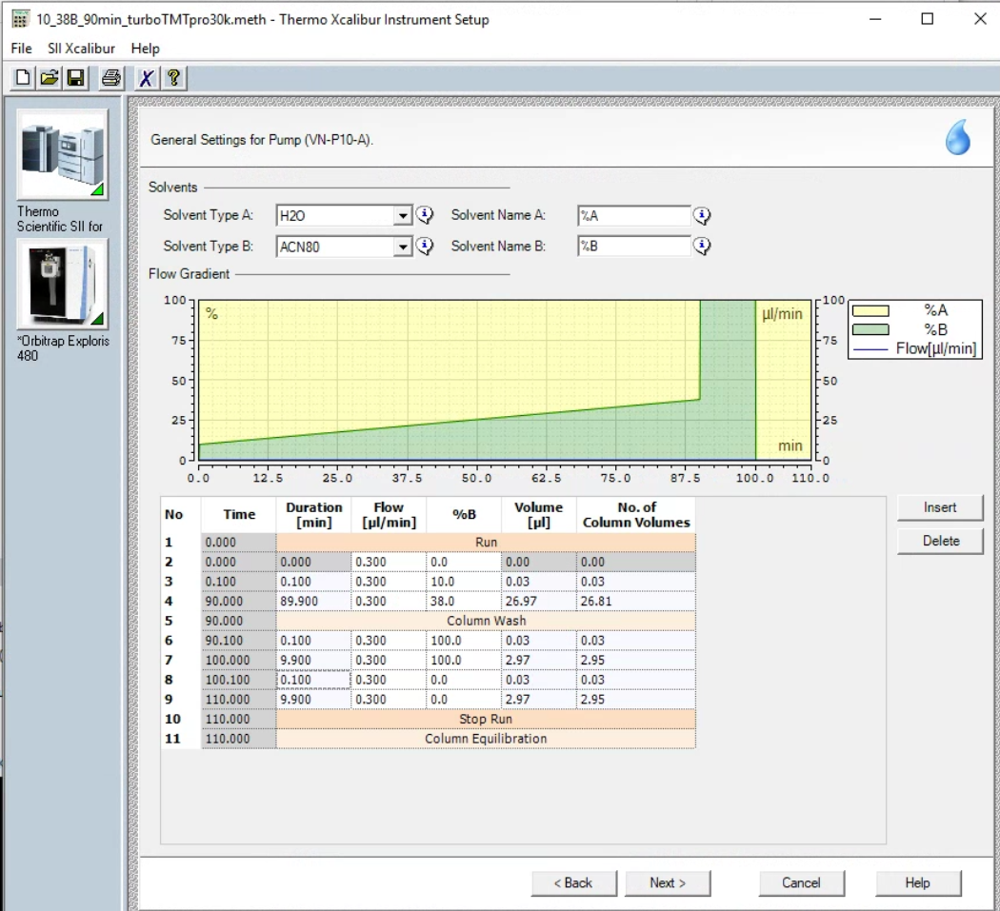 10_38B_90min_turboTMTpro30k.meth - Thermo Xcalibur Instrument Setup
File SII Xcalibur Help
Thermo
Scientific SII for
*Orbitrap Exploris
480
General Settings for Pump (VN-P10-A).
Solvents
Solvent Type A: H2O Solvent Name A: %A
Solvent Type B: ACN80 Solvent Name B: %B
Flow Gradient
100 % µl/min 100
75 75
50 50
25 25
0 min 0
0.0 12.5 25.0 37.5 50.0 62.5 75.0 87.5 100.0 110.0
%A
%B
Flow[µl/min]
No Time Duration [min] Flow [µl/min] %B Volume [µl] No. of Column Volumes
1 0.000 Run
2 0.000 0.000 0.300 0.0 0.00 0.00
3 0.100 0.100 0.300 10.0 0.03 0.03
4 90.000 89.900 0.300 38.0 26.97 26.81
5 90.000 Column Wash
6 90.100 0.100 0.300 100.0 0.03 0.03
7 100.000 9.900 0.300 100.0 2.97 2.95
8 100.100 0.100 0.300 0.0 0.03 0.03
9 110.000 9.900 0.300 0.0 2.97 2.95
10 110.000 Stop Run
11 110.000 Column Equilibration
Insert
Delete
< Back Next > Cancel Help